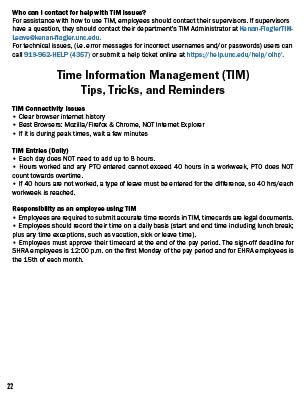 Who can I contact for help with TIM Issues?
For assistance with how to use TIM, employees should contact their supervisors. If supervisors
have a question, they should contact their department's TIM Administrator at Kenan-FlaglerTIM-
Leave@kenan-flagler.unc.edu.
For technical issues, (i.e. error messages for incorrect usernames and/or passwords) users can
call 919-962-HELP (4357) or submit a help ticket online at https://help.unc.edu/help/olhr/.
Time Information Management (TIM)
Tips, Tricks, and Reminders
TIM Connectivity Issues
• Clear browser internet history
• Best Browsers: Mozilla/Firefox & Chrome, NOT Internet Explorer
• If it is during peak times, wait a few minutes
TIM Entries (Daily)
• Each day does NOT need to add up to 8 hours.
• Hours worked and any PTO entered cannot exceed 40 hours in a workweek, PTO does NOT
count towards overtime.
• If 40 hours are not worked, a type of leave must be entered for the difference, so 40 hrs/each
workweek is reached.
Responsibility as an employee using TIM
• Employees are required to submit accurate time records in TIM, timecards are legal documents.
• Employees should record their time on a daily basis (start and end time including lunch break;
plus any time exceptions, such as vacation, sick or leave time).
• Employees must approve their timecard at the end of the pay period. The sign-off deadline for
SHRA employees is 12:00 p.m. on the first Monday of the pay period and for EHRA employees is
the 15th of each month.
22